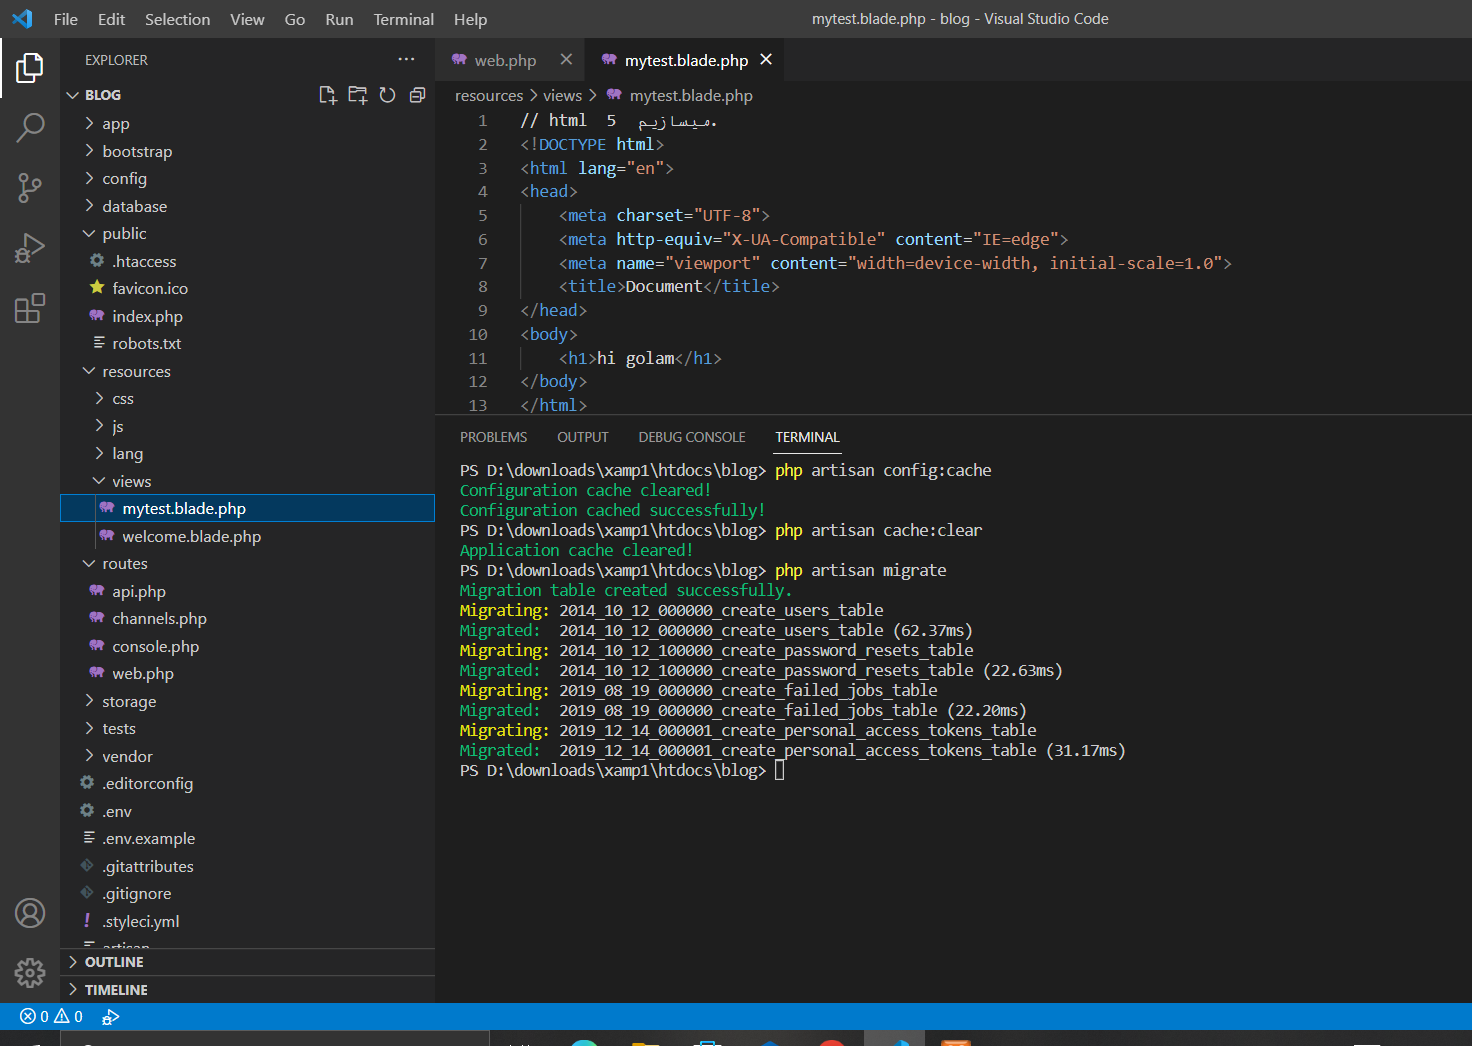 File Edit Selection View Go Run Terminal Help
mytest.blade.php - blog - Visual Studio Code
EXPLORER
BLOG
app
bootstrap
config
database
public
.htaccess
favicon.ico
index.php
robots.txt
resources
css
js
lang
views
mytest.blade.php
welcome.blade.php
routes
api.php
channels.php
console.php
web.php
storage
tests
vendor
.editorconfig
.env
.env.example
.gitattributes
.gitignore
.styleci.yml
artisan
OUTLINE
TIMELINE
0 0
web.php
mytest.blade.php
resources > views > mytest.blade.php
1 // html 5 میسازیم.
2 <!DOCTYPE html>
3 <html lang="en">
4 <head>
5 <meta charset="UTF-8">
6 <meta http-equiv="X-UA-Compatible" content="IE=edge">
7 <meta name="viewport" content="width=device-width, initial-scale=1.0">
8 <title>Document</title>
9 </head>
10 <body>
11 <h1>hi golam</h1>
12 </body>
13 </html>
PROBLEMS OUTPUT DEBUG CONSOLE TERMINAL
PS D:\downloads\xamp1\htdocs\blog> php artisan config:cache
Configuration cache cleared!
Configuration cached successfully!
PS D:\downloads\xamp1\htdocs\blog> php artisan cache:clear
Application cache cleared!
PS D:\downloads\xamp1\htdocs\blog> php artisan migrate
Migration table created successfully.
Migrating: 2014_10_12_000000_create_users_table
Migrated: 2014_10_12_000000_create_users_table (62.37ms)
Migrating: 2014_10_12_100000_create_password_resets_table
Migrated: 2014_10_12_100000_create_password_resets_table (22.63ms)
Migrating: 2019_08_19_000000_create_failed_jobs_table
Migrated: 2019_08_19_000000_create_failed_jobs_table (22.20ms)
Migrating: 2019_12_14_000001_create_personal_access_tokens_table
Migrated: 2019_12_14_000001_create_personal_access_tokens_table (31.17ms)
PS D:\downloads\xamp1\htdocs\blog>